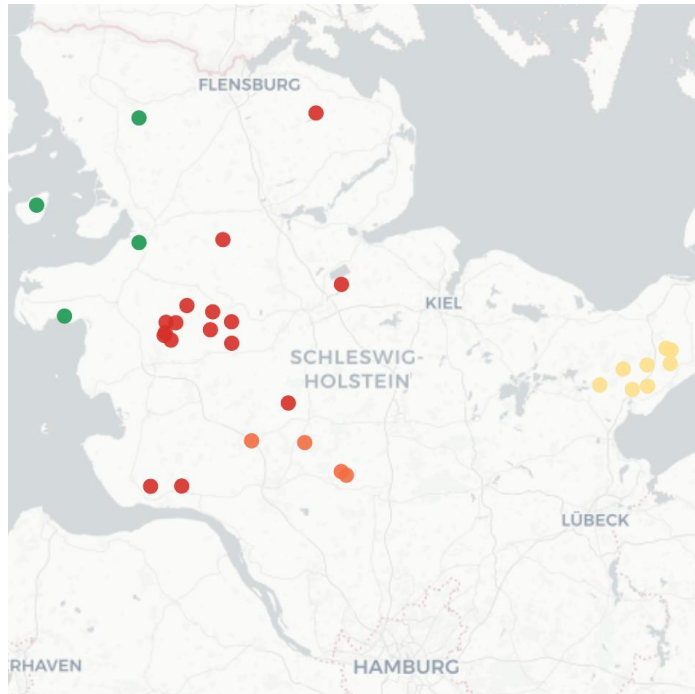 FLENSBURG
KIEL
SCHLESWIG-
HOLSTEIN
LÜBECK
RHAVEN
HAMBURG